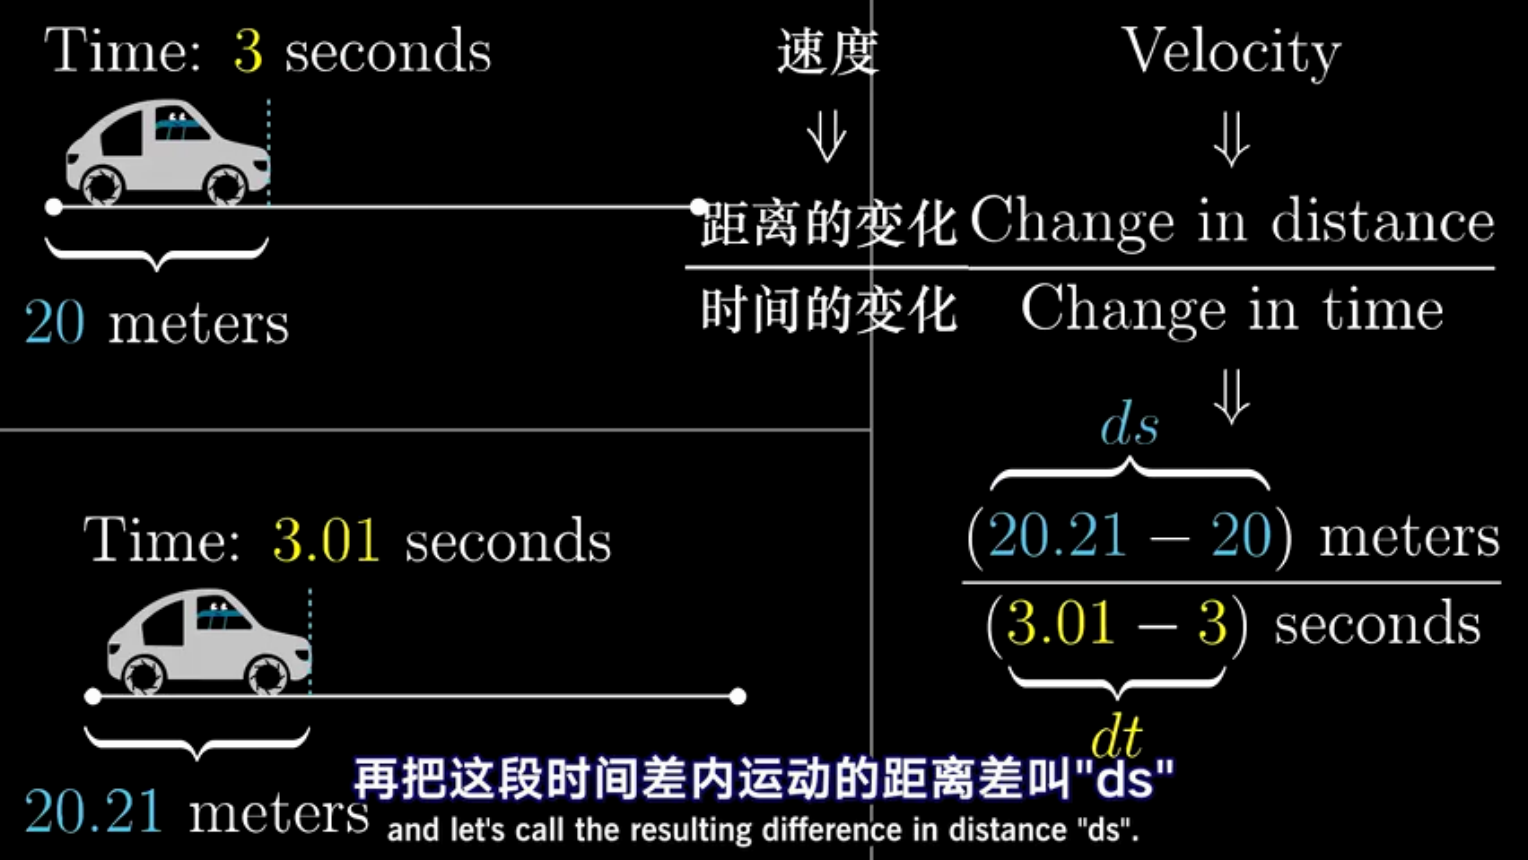 Time: 3 seconds
20 meters
速度
距离的变化
时间的变化
Velocity
Change in distance
Change in time
ds
(20.21 − 20) meters
(3.01 − 3) seconds
dt
Time: 3.01 seconds
20.21 meters
再把这段时间差内运动的距离差叫"ds"
and let's call the resulting difference in distance "ds".